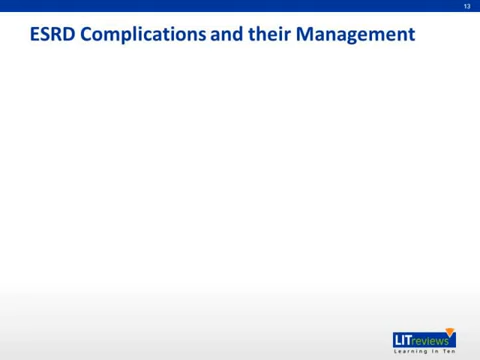 13
ESRD Complications and their Management
LITreviews
Learning In Ten